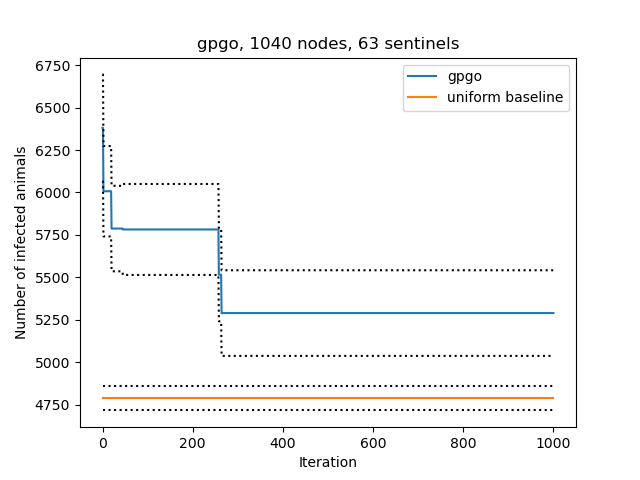 gpgo, 1040 nodes, 63 sentinels
gpgo
uniform baseline
Number of infected animals
6750
6500
6250
6000
5750
5500
5250
5000
4750
0 200 400 600 800 1000
Iteration